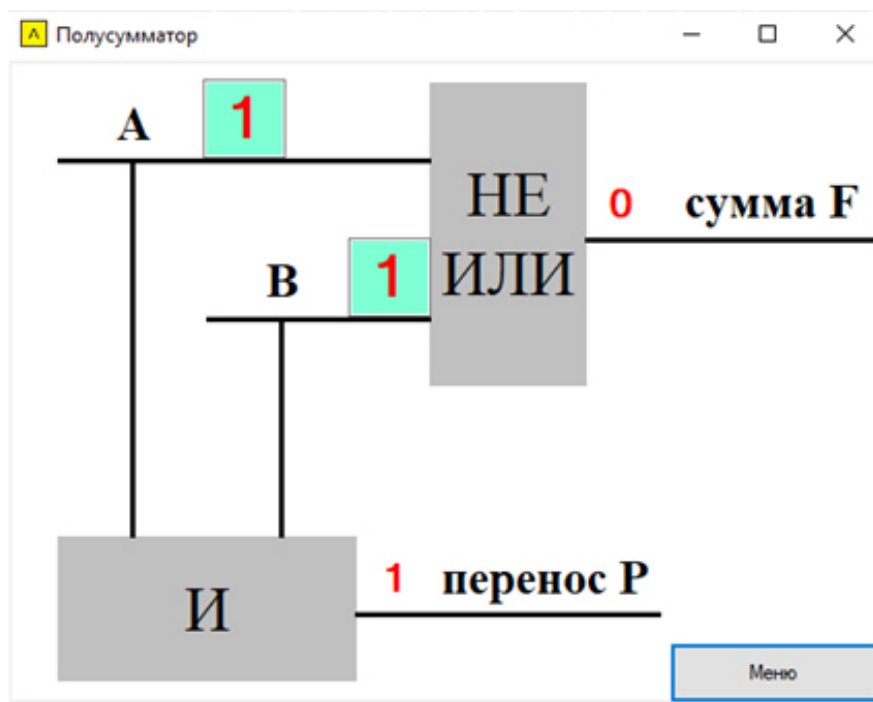 Полусумматор
A 1
НЕ
ИЛИ
0 сумма F
B 1
И
1 перенос P
Меню